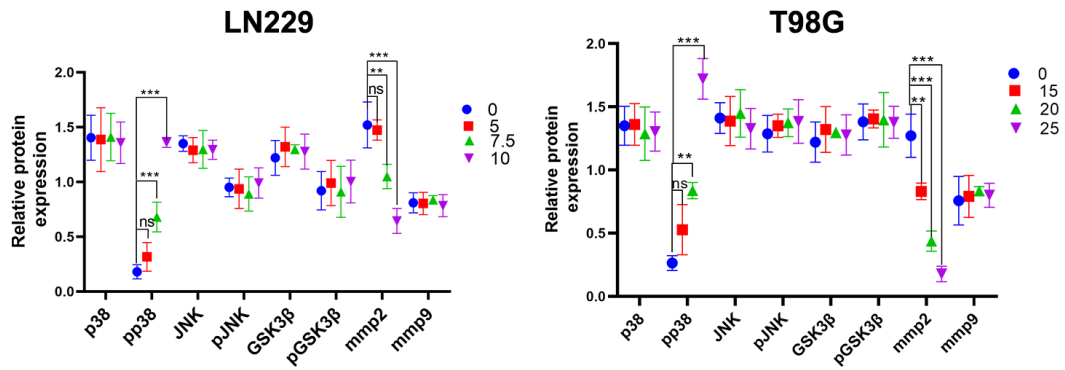 LN229
Relative protein
expression
2.0
1.5
1.0
0.5
0.0
***
***
ns
***
**
ns
p38
pp38
JNK
pJNK
GSK3β
pGSK3β
mmp2
mmp9
0
5
7.5
10
T98G
Relative protein
expression
2.0
1.5
1.0
0.5
0.0
***
**
ns
***
***
**
p38
pp38
JNK
pJNK
GSK3β
pGSK3β
mmp2
mmp9
0
15
20
25